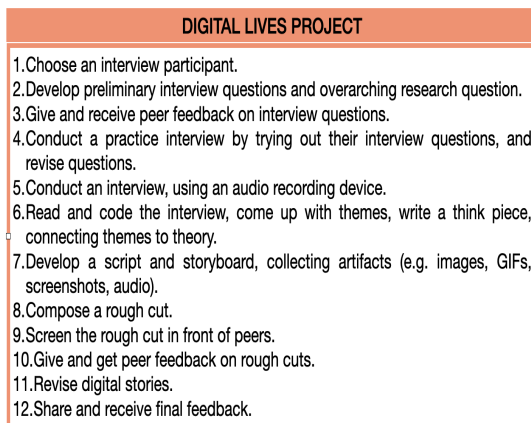 DIGITAL LIVES PROJECT
1.Choose an interview participant.
2.Develop preliminary interview questions and overarching research question.
3.Give and receive peer feedback on interview questions.
4.Conduct a practice interview by trying out their interview questions, and
revise questions.
5.Conduct an interview, using an audio recording device.
6.Read and code the interview, come up with themes, write a think piece,
connecting themes to theory.
7.Develop a script and storyboard, collecting artifacts (e.g. images, GIFs,
screenshots, audio).
8.Compose a rough cut.
9.Screen the rough cut in front of peers.
10.Give and get peer feedback on rough cuts.
11.Revise digital stories.
12.Share and receive final feedback.